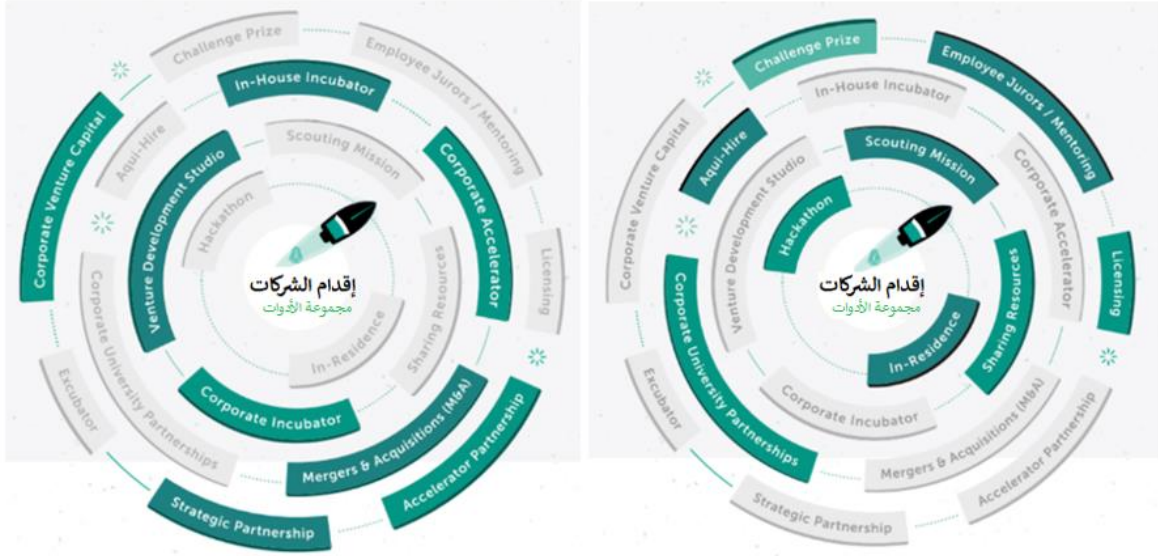 Challenge Prize
Employee Jurors / Mentoring
In-House Incubator
Corporate Venture Capital
Aqui-Hire
Scouting Mission
Corporate Accelerator
Venture Development Studio
Hackathon
Licensing
إقدام الشركات
مجموعة الأدوات
Sharing Resources
In-Residence
Corporate University Partnerships
Excubator
Corporate Incubator
Mergers & Acquisitions (M&A)
Accelerator Partnership
Strategic Partnership
Challenge Prize
Employee Jurors / Mentoring
In-House Incubator
Corporate Venture Capital
Aqui-Hire
Scouting Mission
Corporate Accelerator
Venture Development Studio
Hackathon
Licensing
إقدام الشركات
مجموعة الأدوات
Sharing Resources
In-Residence
Corporate University Partnerships
Excubator
Corporate Incubator
Mergers & Acquisitions (M&A)
Accelerator Partnership
Strategic Partnership